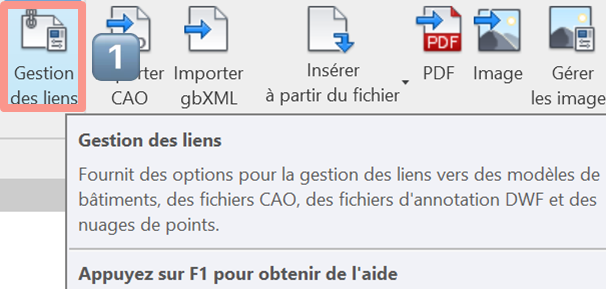 Gestion
des liens
1
CAO
Importer
gbXML
Insérer
à partir du fichier
PDF
PDF
Image
Gérer
les image
Gestion des liens
Fournit des options pour la gestion des liens vers des modèles de
bâtiments, des fichiers CAO, des fichiers d'annotation DWF et des
nuages de points.
Appuyez sur F1 pour obtenir de l'aide